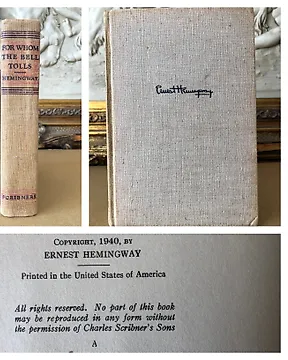 FOR WHOM
THE BELL
TOLLS
HEMINGWAY
SCRIBNERS
Ernest Hemingway
COPYRIGHT, 1940, BY
ERNEST HEMINGWAY
Printed in the United States of America
All rights reserved. No part of this book
may be reproduced in any form without
the permission of Charles Scribner's Sons
A